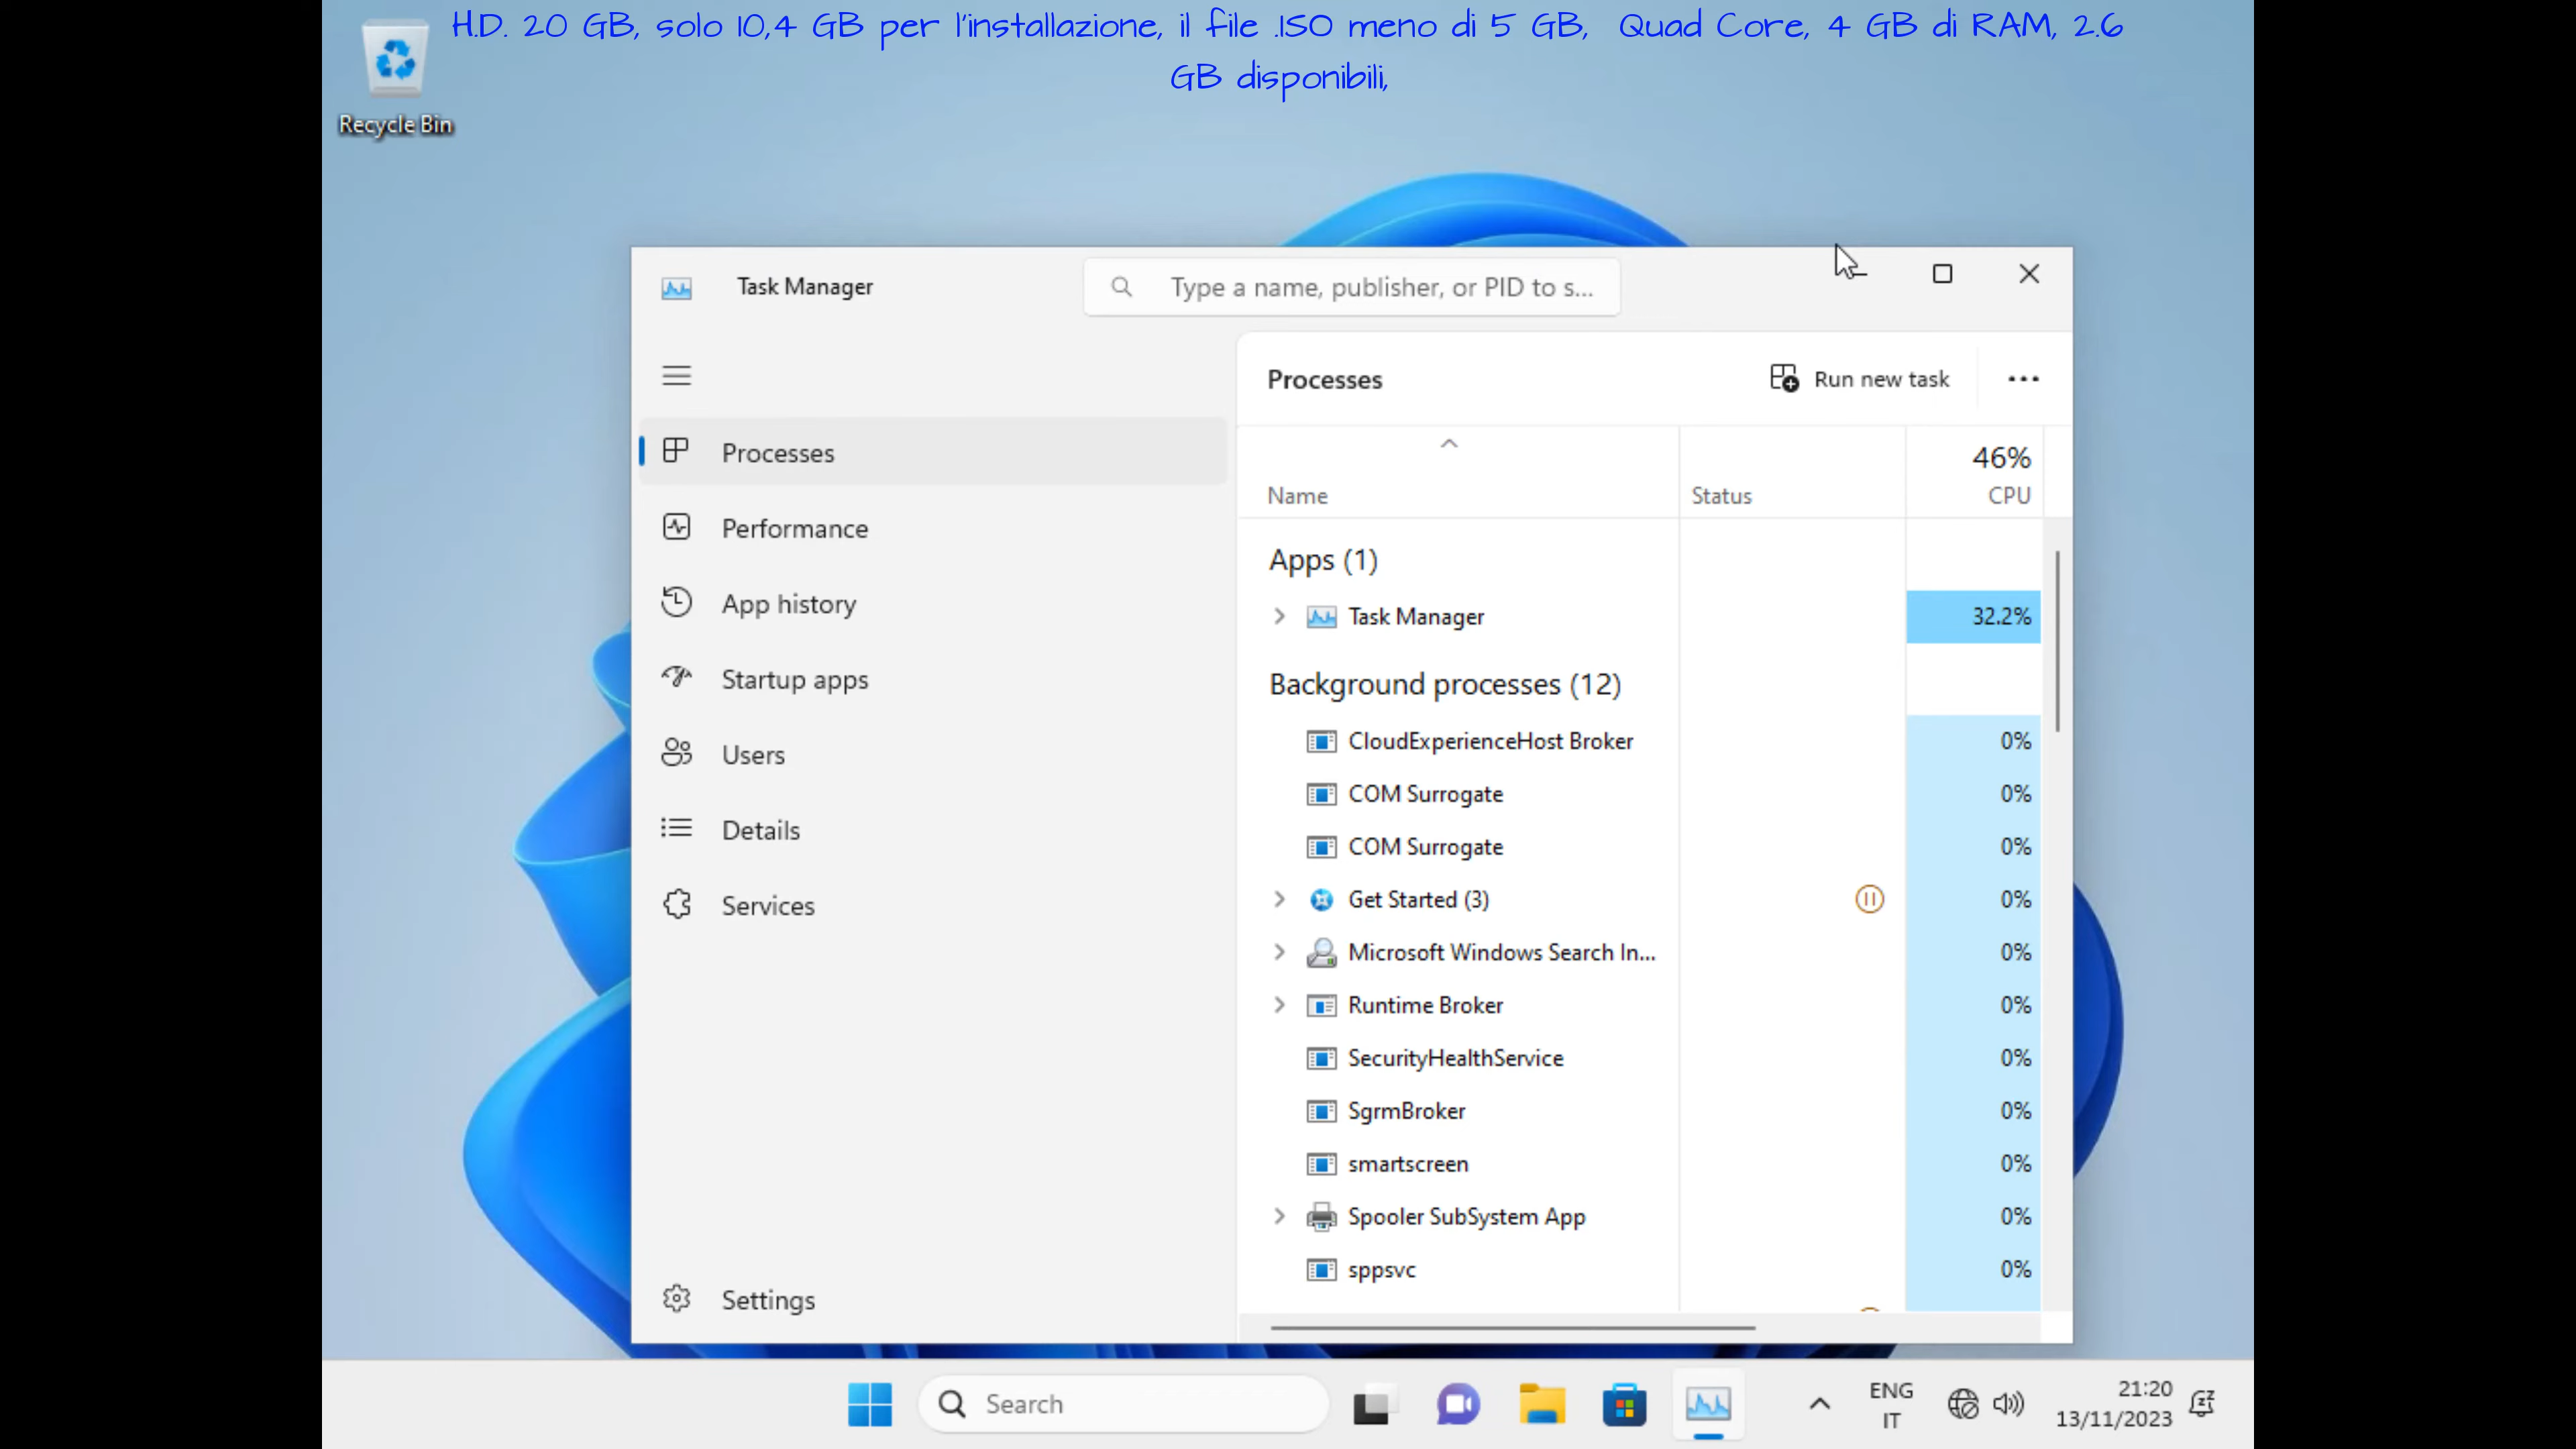 H.D. 20 GB, solo 10,4 GB per l'installazione, il file .ISO meno di 5 GB, Quad Core, 4 GB di RAM, 2.6
GB disponibili,
Recycle Bin
Task Manager
Type a name, publisher, or PID to s...
Processes
Performance
App history
Startup apps
Users
Details
Services
Settings
Processes
Run new task
46%
Name
Status
CPU
Apps (1)
Task Manager 32.2%
Background processes (12)
CloudExperienceHost Broker 0%
COM Surrogate 0%
COM Surrogate 0%
Get Started (3) 0%
Microsoft Windows Search In... 0%
Runtime Broker 0%
SecurityHealthService 0%
SgrmBroker 0%
smartscreen 0%
Spooler SubSystem App 0%
sppsvc 0%
Search
ENG
IT
21:20
13/11/2023